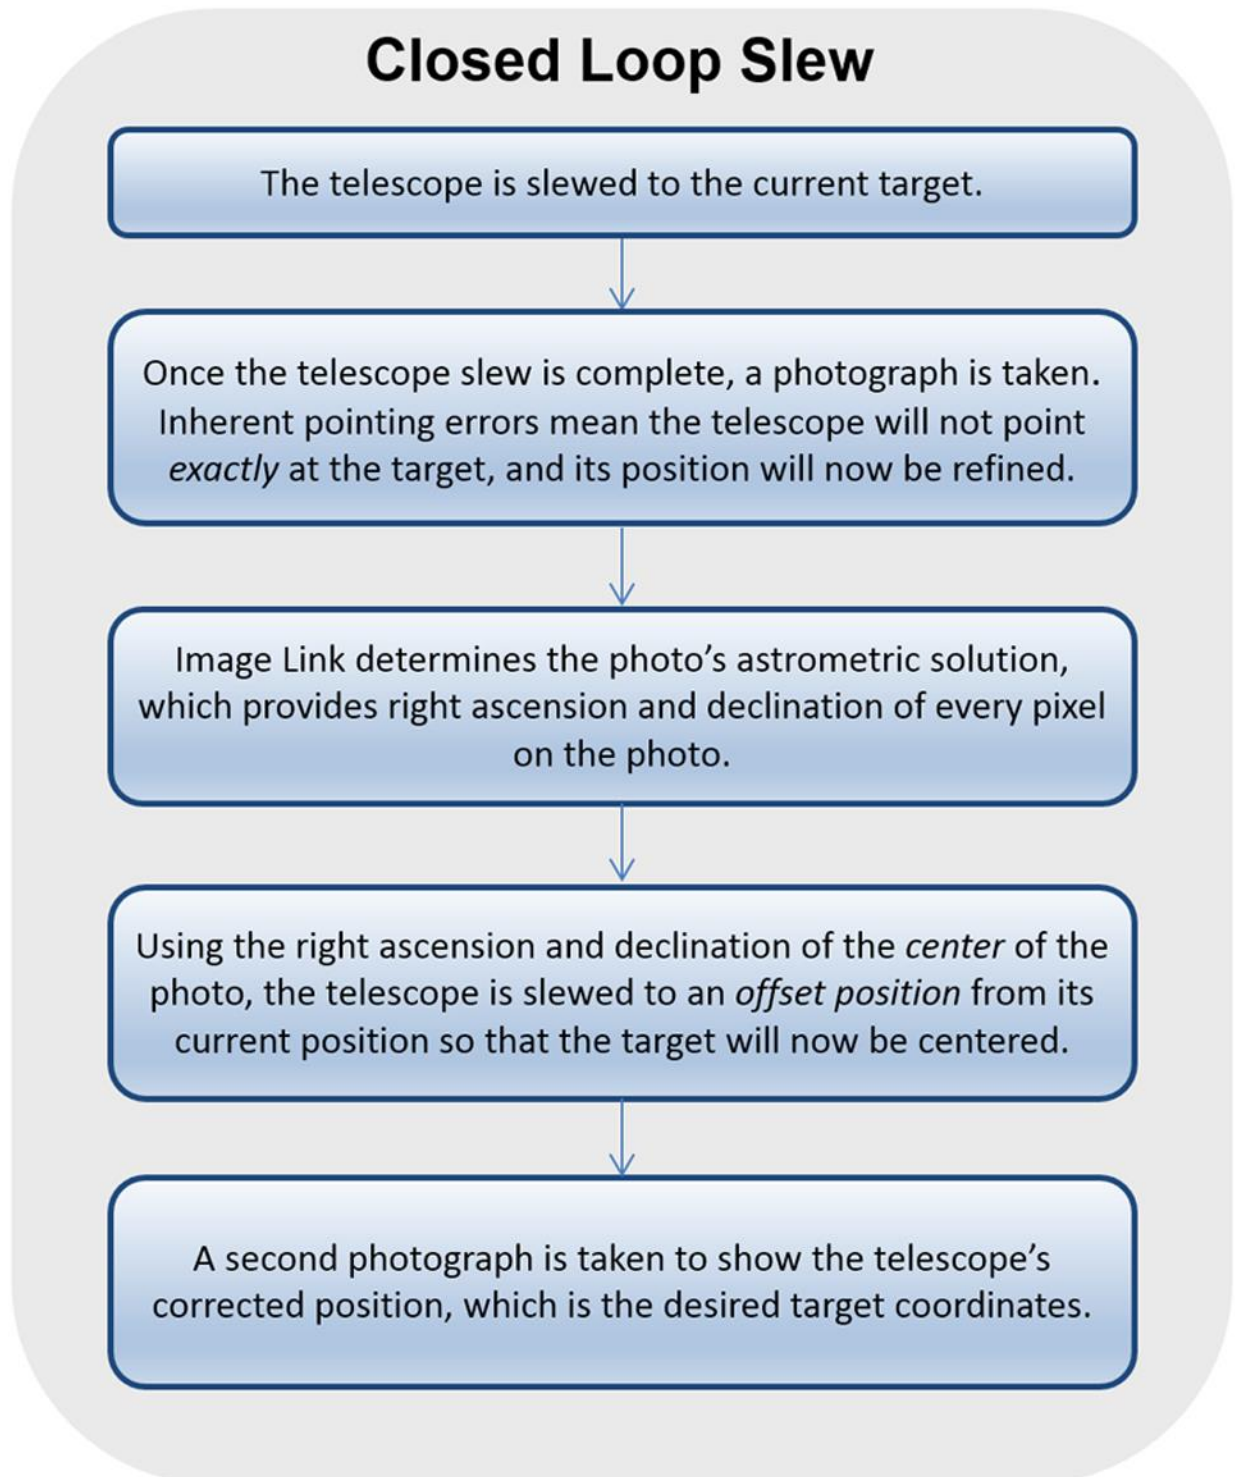 Closed Loop Slew
The telescope is slewed to the current target.
Once the telescope slew is complete, a photograph is taken.
Inherent pointing errors mean the telescope will not point
exactly at the target, and its position will now be refined.
Image Link determines the photo’s astrometric solution,
which provides right ascension and declination of every pixel
on the photo.
Using the right ascension and declination of the center of the
photo, the telescope is slewed to an offset position from its
current position so that the target will now be centered.
A second photograph is taken to show the telescope’s
corrected position, which is the desired target coordinates.